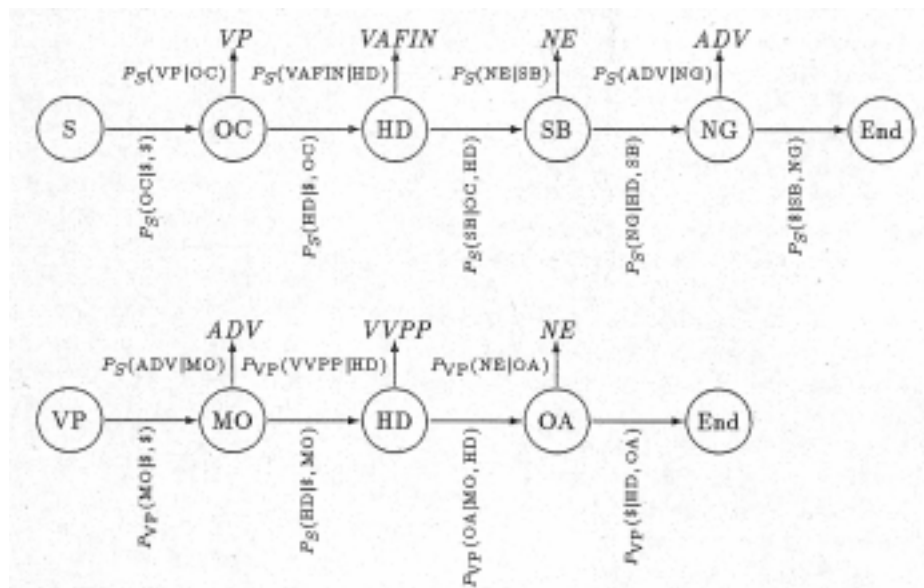 VP VAFIN NE ADV
P_S(VP|OC) P_S(VAFIN|HD) P_S(NE|SB) P_S(ADV|NG)
S OC HD SB NG End
P_S(OC|$, $) P_S(HD|$, OC) P_S(SB|OC, HD) P_S(NG|HD, SB) P_S($|SB, NG)
ADV VVPP NE
P_S(ADV|MO) P_VP(VVPP|HD) P_VP(NE|OA)
VP MO HD OA End
P_VP(MO|$, $) P_S(HD|$, MO) P_VP(OA|MO, HD) P_VP($|HD, OA)